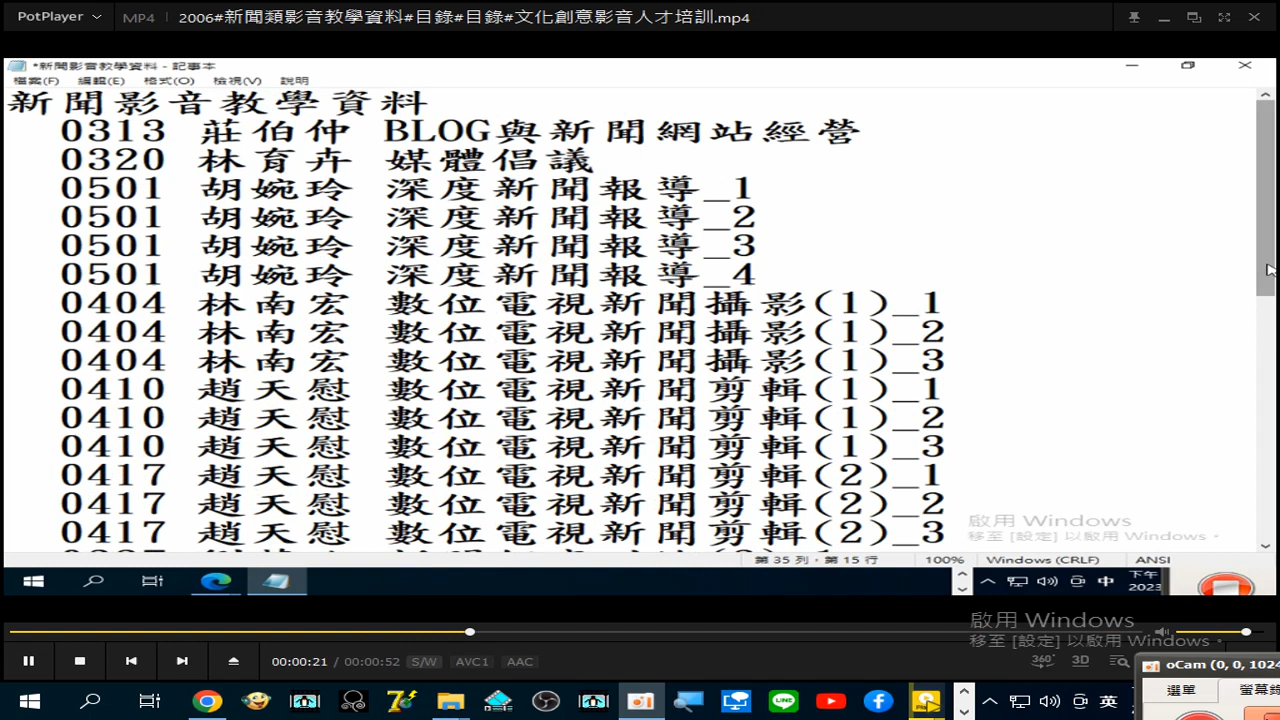 PotPlayer MP4 2006#新聞類影音教學資料#目錄#目錄#文化創意影音人才培訓.mp4
*新聞影音教學資料 - 記事本
檔案(F) 編輯(E) 格式(O) 檢視(V) 說明
新聞影音教學資料
0313 莊伯仲 BLOG與新聞網站經營
0320 林育卉 媒體倡議
0501 胡婉玲 深度新聞報導_1
0501 胡婉玲 深度新聞報導_2
0501 胡婉玲 深度新聞報導_3
0501 胡婉玲 深度新聞報導_4
0404 林南宏 數位電視新聞攝影(1)_1
0404 林南宏 數位電視新聞攝影(1)_2
0404 林南宏 數位電視新聞攝影(1)_3
0410 趙天慰 數位電視新聞剪輯(1)_1
0410 趙天慰 數位電視新聞剪輯(1)_2
0410 趙天慰 數位電視新聞剪輯(1)_3
0417 趙天慰 數位電視新聞剪輯(2)_1
0417 趙天慰 數位電視新聞剪輯(2)_2
0417 趙天慰 數位電視新聞剪輯(2)_3
啟用 Windows
移至 [設定] 以啟用 Windows。
第 35 列，第 15 行 100% Windows (CRLF) ANSI
中 下午
2023
啟用 Windows
移至 [設定] 以啟用 Windows。
00:00:21 / 00:00:52 S/W AVC1 AAC 360° 3D
oCam (0, 0, 1024
選單 螢幕錄
LINE 英